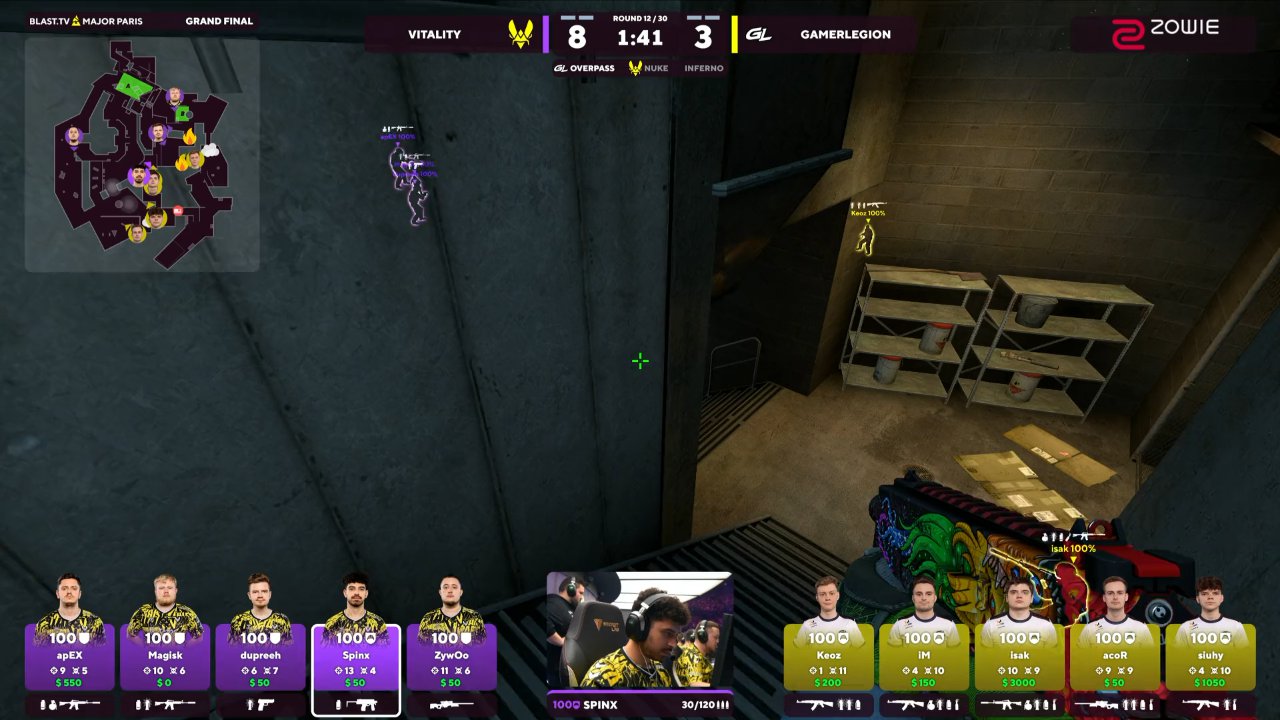 BLAST.TV MAJOR PARIS
GRAND FINAL
VITALITY
8
ROUND 12 / 30
1:41
3
GL
GAMERLEGION
ZOWIE
GL OVERPASS
NUKE
INFERNO
apEX 100%
100%
Keoz 100%
isak 100%
100
apEX
9 5
$550
100
Magisk
10 6
$0
100
dupreeh
6 7
$50
100
Spinx
13 4
$50
100
ZywOo
11 6
$50
100 SPINX
30/120
100
Keoz
1 11
$200
100
iM
4 10
$150
100
isak
10 9
$3000
100
acoR
9 9
$50
100
siuhy
4 10
$1050